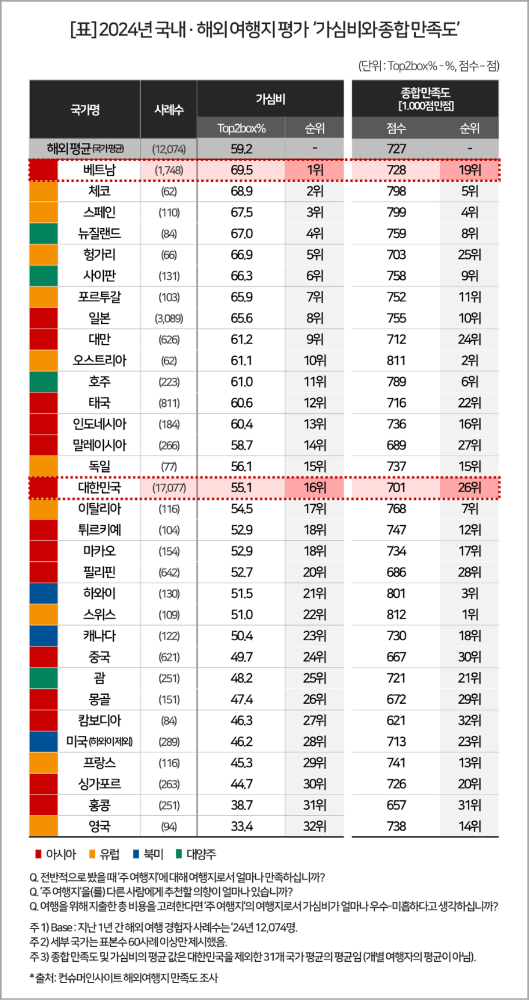 [표] 2024년 국내 · 해외 여행지 평가 ‘가심비와 종합 만족도’
(단위 : Top2box% - %, 점수 – 점)
국가명 사례수 가심비 종합만족도
[1,000점 만점]
Top2box% 순위 점수 순위
해외 평균 (국가평균) (12,074) 59.2 - 727 -
베트남 (1,748) 69.5 1위 728 19위
체코 (62) 68.9 2위 798 5위
스페인 (110) 67.5 3위 799 4위
뉴질랜드 (84) 67.0 4위 759 8위
헝가리 (66) 66.9 5위 703 25위
사이판 (131) 66.3 6위 758 9위
포르투갈 (103) 65.9 7위 752 11위
일본 (3,089) 65.6 8위 755 10위
대만 (626) 61.2 9위 712 24위
오스트리아 (62) 61.1 10위 811 2위
호주 (223) 61.0 11위 789 6위
태국 (811) 60.6 12위 716 22위
인도네시아 (184) 60.4 13위 736 16위
말레이시아 (266) 58.7 14위 689 27위
독일 (77) 56.1 15위 737 15위
대한민국 (17,077) 55.1 16위 701 26위
이탈리아 (116) 54.5 17위 768 7위
튀르키예 (104) 52.9 18위 747 12위
마카오 (154) 52.9 18위 734 17위
필리핀 (642) 52.7 20위 686 28위
하와이 (130) 51.5 21위 801 3위
스위스 (109) 51.0 22위 812 1위
캐나다 (122) 50.4 23위 730 18위
중국 (621) 49.7 24위 667 30위
괌 (251) 48.2 25위 721 21위
몽골 (151) 47.4 26위 672 29위
캄보디아 (84) 46.3 27위 621 32위
미국 (하와이 제외) (289) 46.2 28위 713 23위
프랑스 (116) 45.3 29위 741 13위
싱가포르 (263) 44.7 30위 726 20위
홍콩 (251) 38.7 31위 657 31위
영국 (94) 33.4 32위 738 14위
아시아 유럽 북미 대양주
Q. 전반적으로 봤을 때 ‘주 여행지’에 대해 여행지로서 얼마나 만족하십니까?
Q. ‘주 여행지’을(를) 다른 사람에게 추천할 의향이 얼마나 있습니까?
Q. 여행을 위해 지출한 총 비용을 고려한다면 ‘주 여행지’의 여행지로서 가심비가 얼마나 우수-미흡하다고 생각하십니까?
주 1) Base : 지난 1년 간 해외 여행 경험자 사례수는 ‘24년 12,074명.
주 2) 세부 국가는 표본수 60사례 이상만 제시했음.
주 3) 종합 만족도 및 가심비의 평균 값은 대한민국을 제외한 31개 국가 평균의 평균임 (개별 여행자의 평균이 아님).
* 출처 : 컨슈머인사이트 해외여행지 만족도 조사